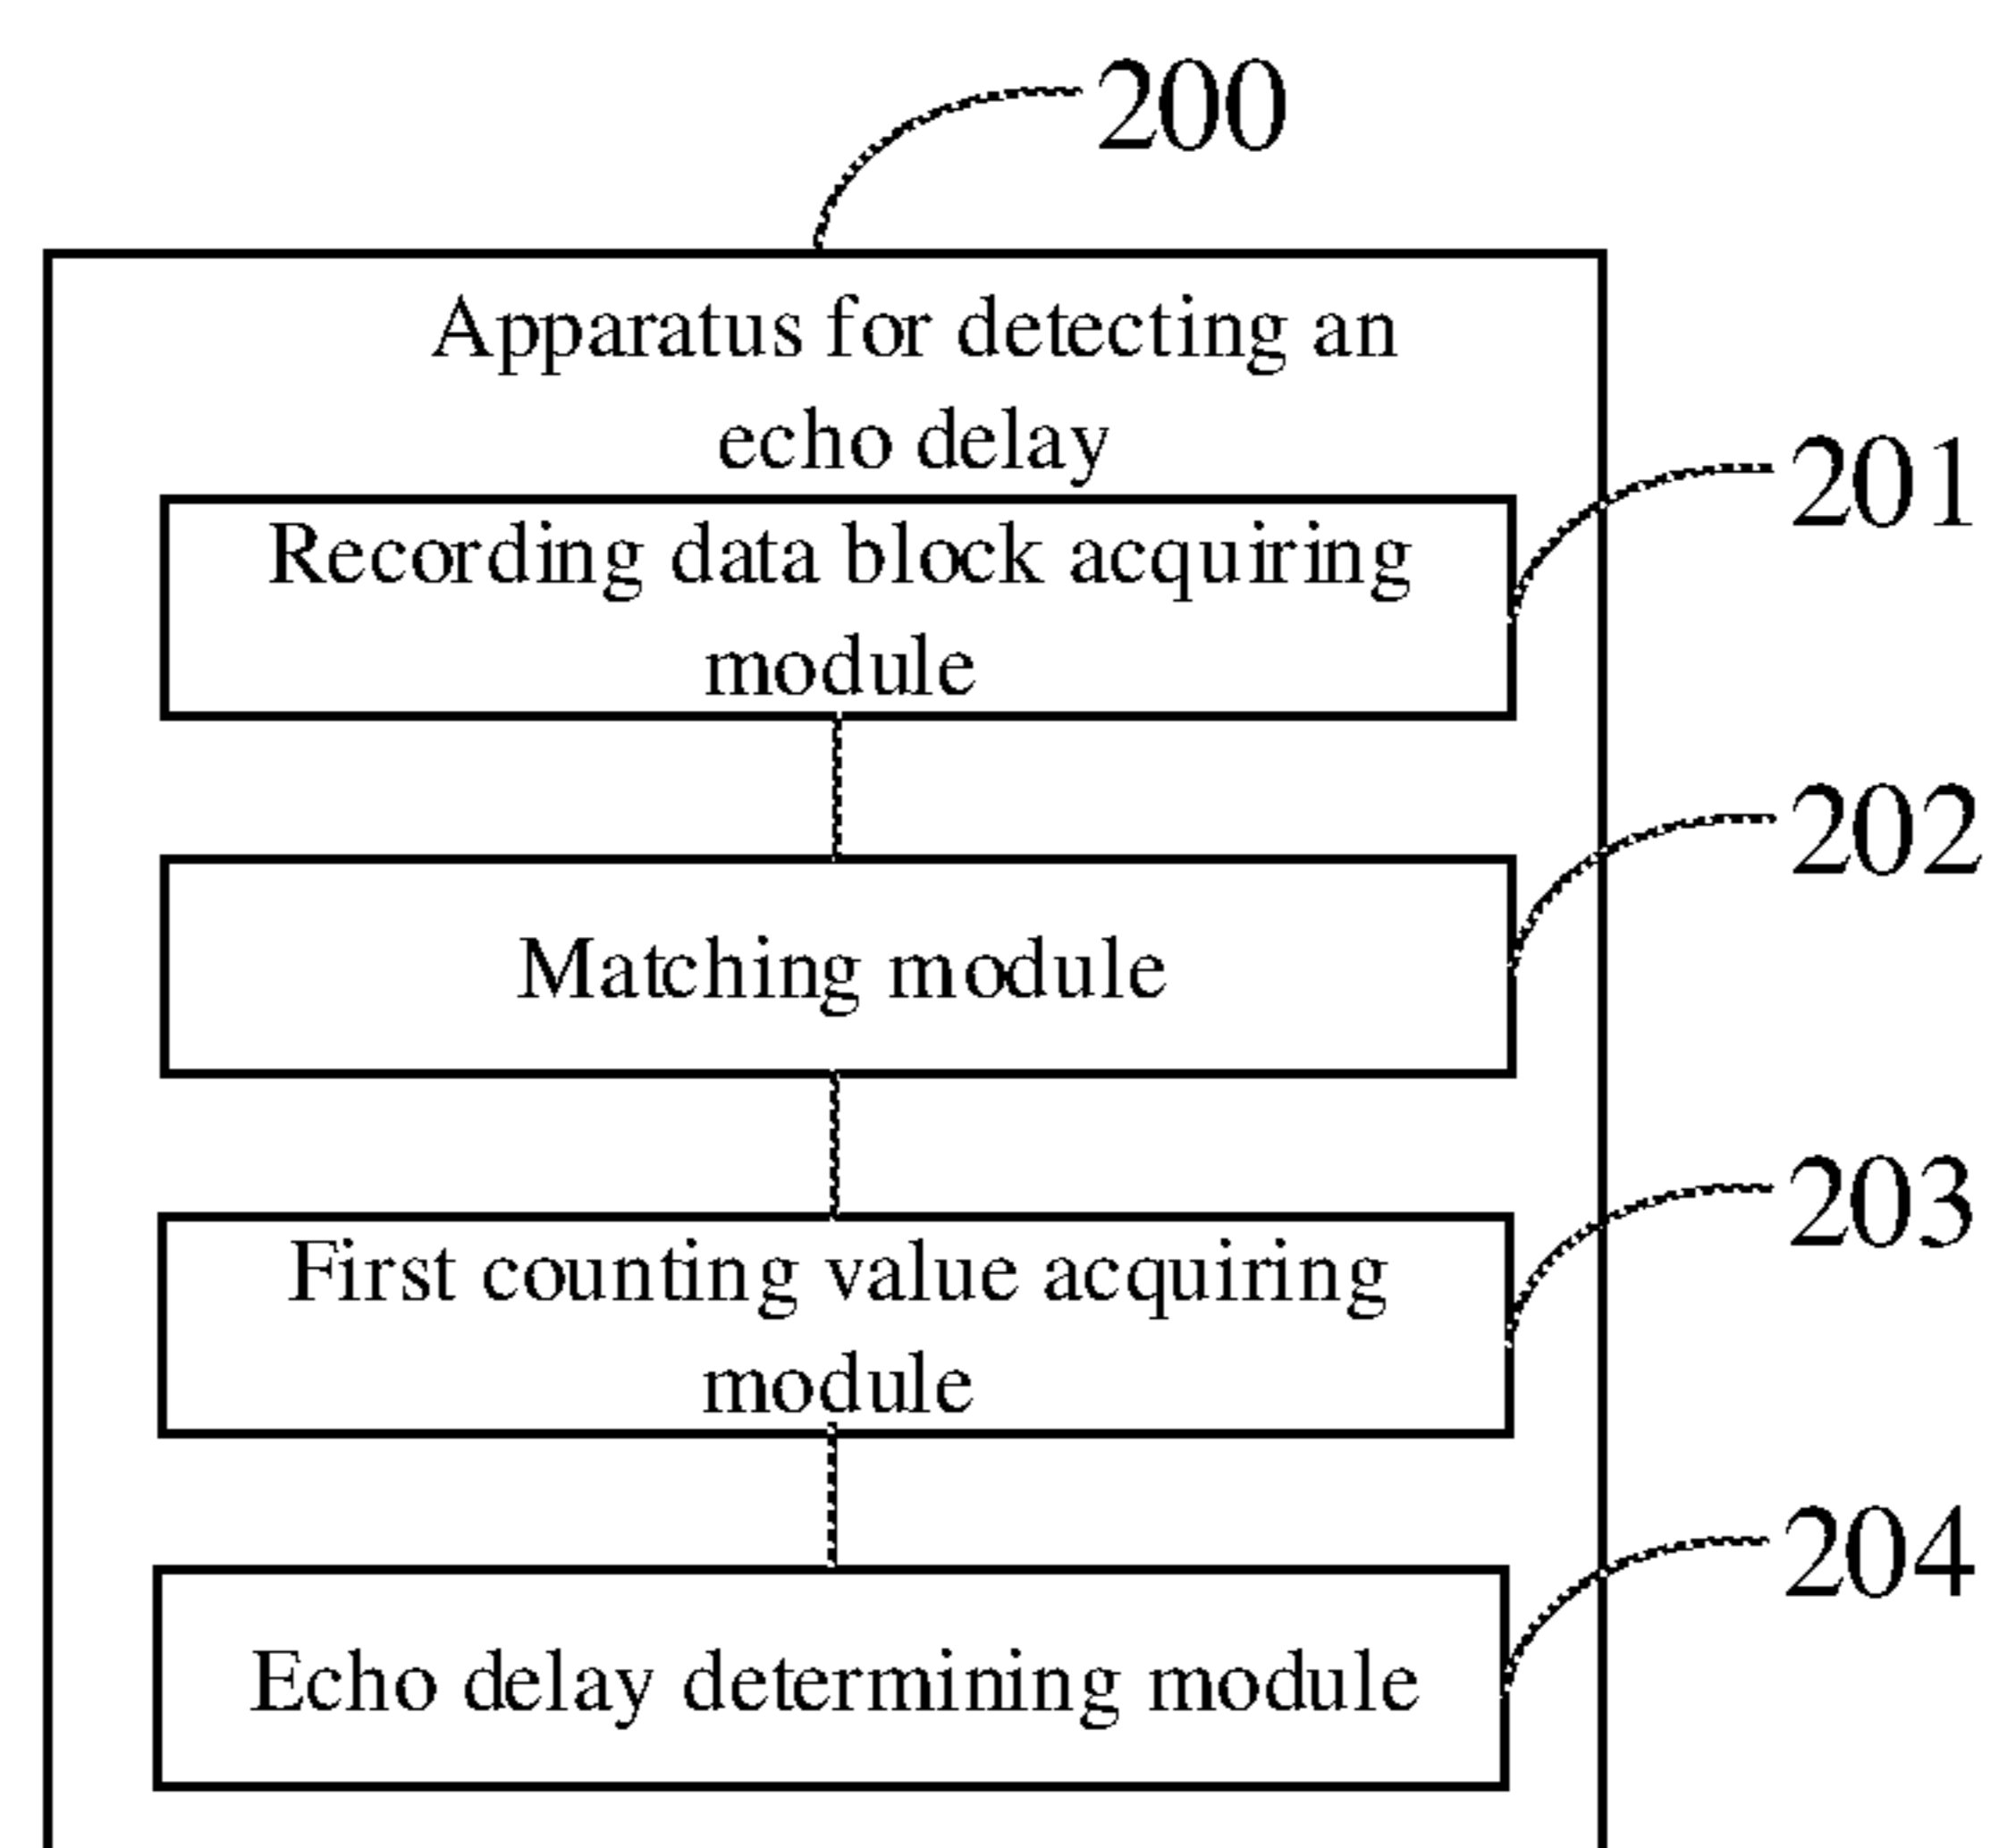 200
Apparatus for detecting an
echo delay
201
Recording data block acquiring
module
202
Matching module
203
First counting value acquiring
module
204
Echo delay determining module